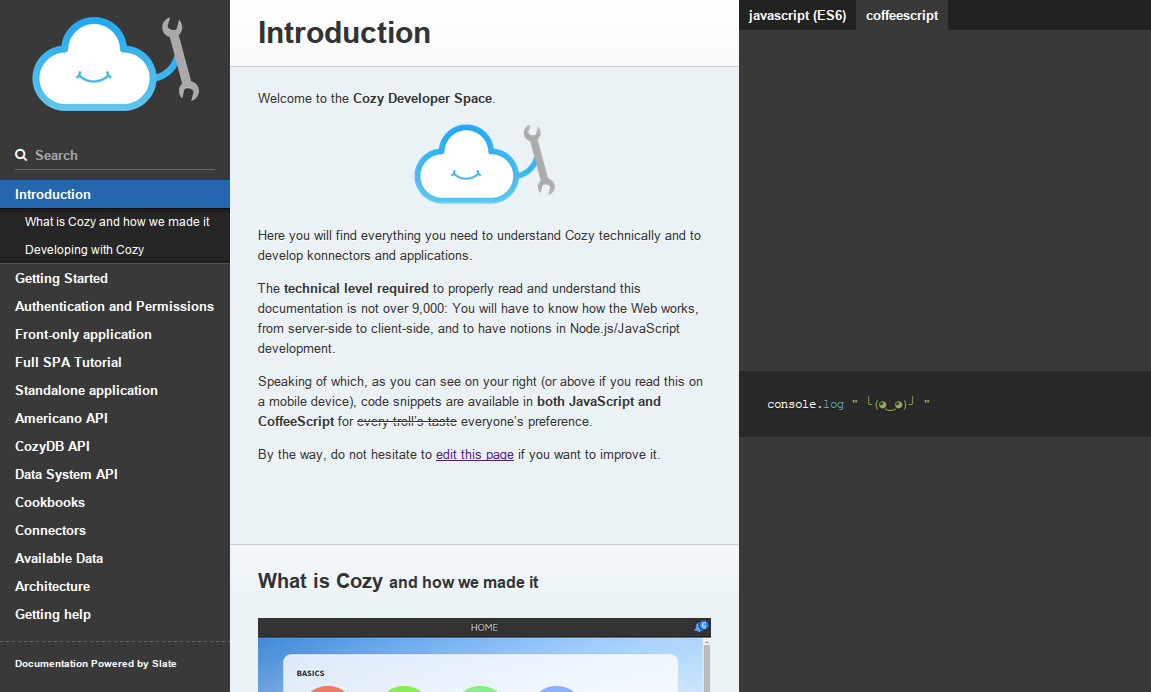 Search
Introduction
What is Cozy and how we made it
Developing with Cozy
Getting Started
Authentication and Permissions
Front-only application
Full SPA Tutorial
Standalone application
Americano API
CozyDB API
Data System API
Cookbooks
Connectors
Available Data
Architecture
Getting help
Documentation Powered by Slate
Introduction
Welcome to the Cozy Developer Space.
Here you will find everything you need to understand Cozy technically and to
develop konnectors and applications.
The technical level required to properly read and understand this
documentation is not over 9,000: You will have to know how the Web works,
from server-side to client-side, and to have notions in Node.js/JavaScript
development.
Speaking of which, as you can see on your right (or above if you read this on
a mobile device), code snippets are available in both JavaScript and
CoffeeScript for every troll's taste everyone's preference.
By the way, do not hesitate to edit this page if you want to improve it.
What is Cozy and how we made it
HOME
6
BASICS
javascript (ES6) coffeescript
console.log " ╰(◕‿◕)╯ "